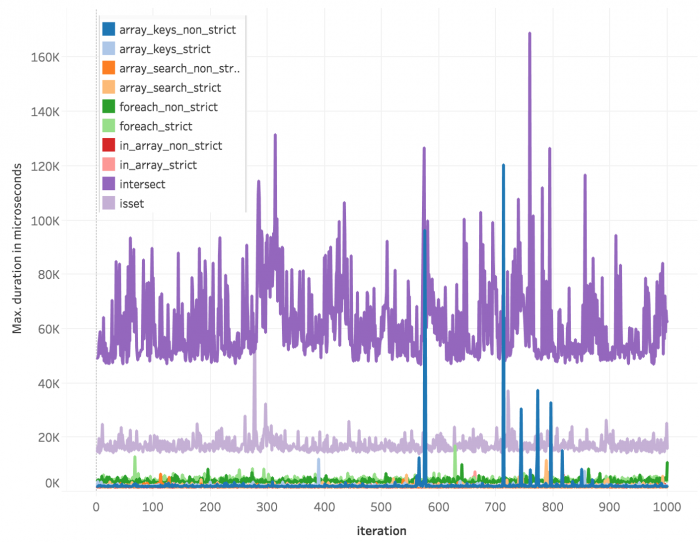 array_keys_non_strict
array_keys_strict
array_search_non_str..
array_search_strict
foreach_non_strict
foreach_strict
in_array_non_strict
in_array_strict
intersect
isset
Max. duration in microseconds
160K
140K
120K
100K
80K
60K
40K
20K
0K
0 100 200 300 400 500 600 700 800 900 1000
iteration